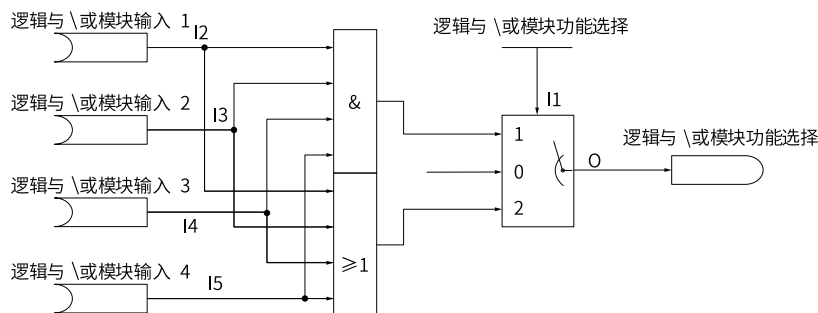 逻辑与 \或模块输入 1
I2
逻辑与 \或模块功能选择
逻辑与 \或模块输入 2
I3
&
I1
1
逻辑与 \或模块功能选择
O
0
逻辑与 \或模块输入 3
2
I4
逻辑与 \或模块输入 4
≥1
I5